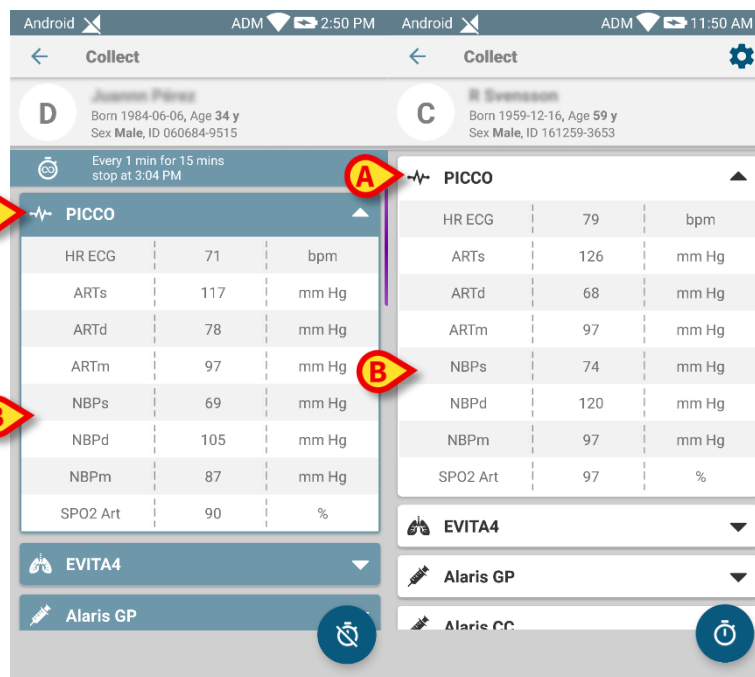 Android ADM 2:50 PM
Collect
D
Born 1984-06-06, Age 34 y
Sex Male, ID 060684-9515
Every 1 min for 15 mins
stop at 3:04 PM
PICCO
HR ECG 71 bpm
ARTs 117 mm Hg
ARTd 78 mm Hg
ARTm 97 mm Hg
NBPs 69 mm Hg
NBPd 105 mm Hg
NBPm 87 mm Hg
SPO2 Art 90 %
EVITA4
Alaris GP
Android ADM 11:50 AM
Collect
C
Born 1959-12-16, Age 59 y
Sex Male, ID 161259-3653
A
PICCO
HR ECG 79 bpm
ARTs 126 mm Hg
ARTd 68 mm Hg
ARTm 97 mm Hg
B
NBPs 74 mm Hg
NBPd 120 mm Hg
NBPm 97 mm Hg
SPO2 Art 97 %
EVITA4
Alaris GP
Alaris CC